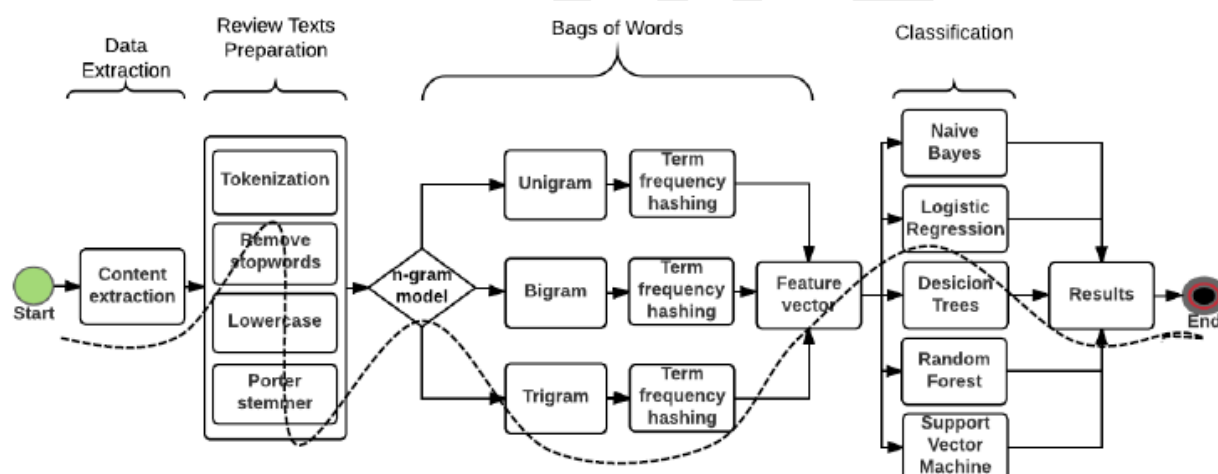 Data
Extraction
Review Texts
Preparation
Bags of Words
Classification
Start
Content
extraction
Tokenization
Remove
stopwords
Lowercase
Porter
stemmer
n-gram
model
Unigram
Term
frequency
hashing
Bigram
Term
frequency
hashing
Trigram
Term
frequency
hashing
Feature
vector
Naive
Bayes
Logistic
Regression
Desicion
Trees
Random
Forest
Support
Vector
Machine
Results
End